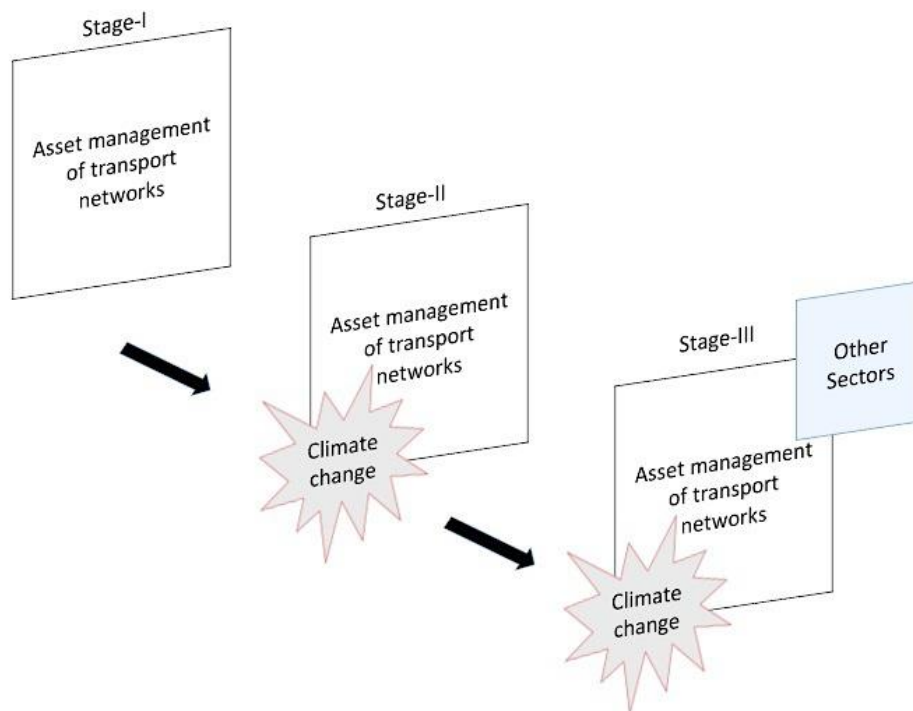 Stage-I
Asset management
of transport
networks
Stage-II
Asset management
of transport
networks
Climate
change
Stage-III
Other
Sectors
Asset management
of transport
networks
Climate
change